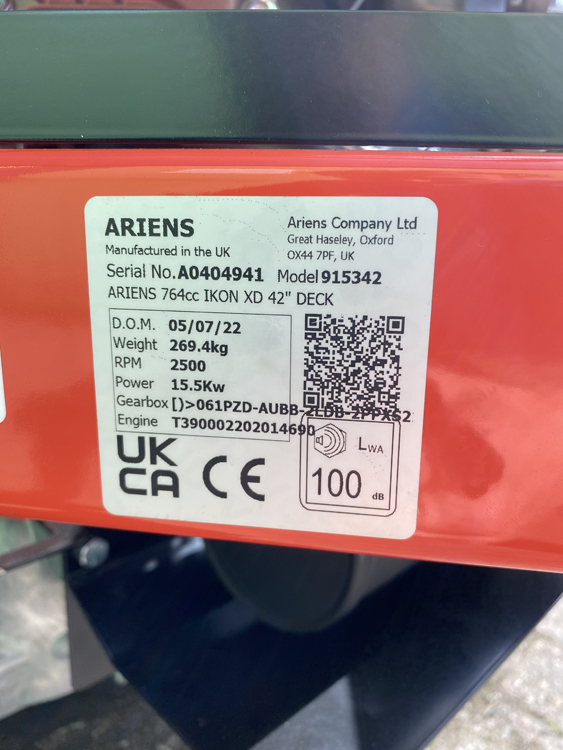 ARIENS
Ariens Company Ltd
Great Haseley, Oxford
Manufactured in the UK
OX44 7PF, UK
Serial No.A0404941 Model 915342
ARIENS 764cc IKON XD 42" DECK
D.O.M. 05/07/22
Weight 269.4kg
RPM 2500
Power 15.5Kw
Gearbox [)>061PZD-AUBB-2LDB-2PPXS2
Engine T390002202014690
UK
CA CE
LWA
100 dB